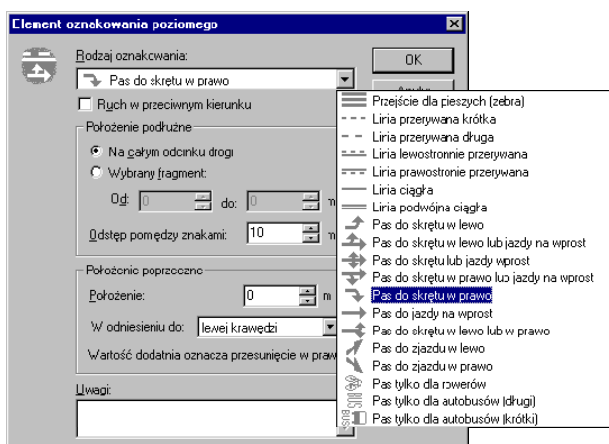 Element oznakowania poziomego
Rodzaj oznakowania:
Pas do skrętu w prawo
OK
Ruch w przeciwnym kierunku
Położenie podłużne
Na całym odcinku drogi
Wybrany fragment:
Od: 0 do: 0 m
Odstęp pomędzy znakami: 10 m
Położenie poprzeczne
Położenie: 0 m
W odniesieniu do: lewej krawędzi
Wartość dodatnia oznacza przesunięcie w praw
Uwagi:
Przejście dla pieszych (zebra)
Linia przerywana krótka
Linia przerywana długa
Linia lewostronnie przerywana
Linia prawostronie przerywana
Linia ciągła
Linia podwójna ciągła
Pas do skrętu w lewo
Pas do skrętu w lewo lub jazdy na wprost
Pas do skrętu lub jazdy wprost
Pas do skrętu w prawo lub jazdy na wprost
Pas do skrętu w prawo
Pas do jazdy na wprost
Pas do skrętu w lewo lub w prawo
Pas do zjazdu w lewo
Pas do zjazdu w prawo
Pas tylko dla rowerów
Pas tylko dla autobusów (długi)
Pas tylko dla autobusów (krótki)